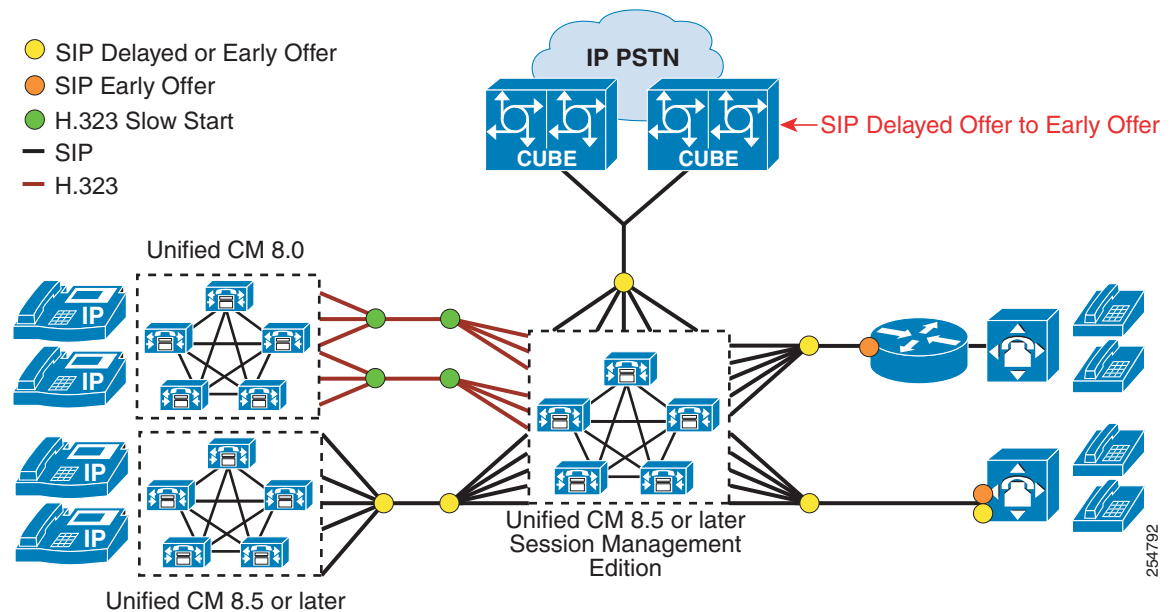 SIP Delayed or Early Offer
SIP Early Offer
H.323 Slow Start
SIP
H.323
IP PSTN
CUBE
CUBE
SIP Delayed Offer to Early Offer
Unified CM 8.0
IP
IP
IP
IP
Unified CM 8.5 or later
Unified CM 8.5 or later
Session Management
Edition
254792